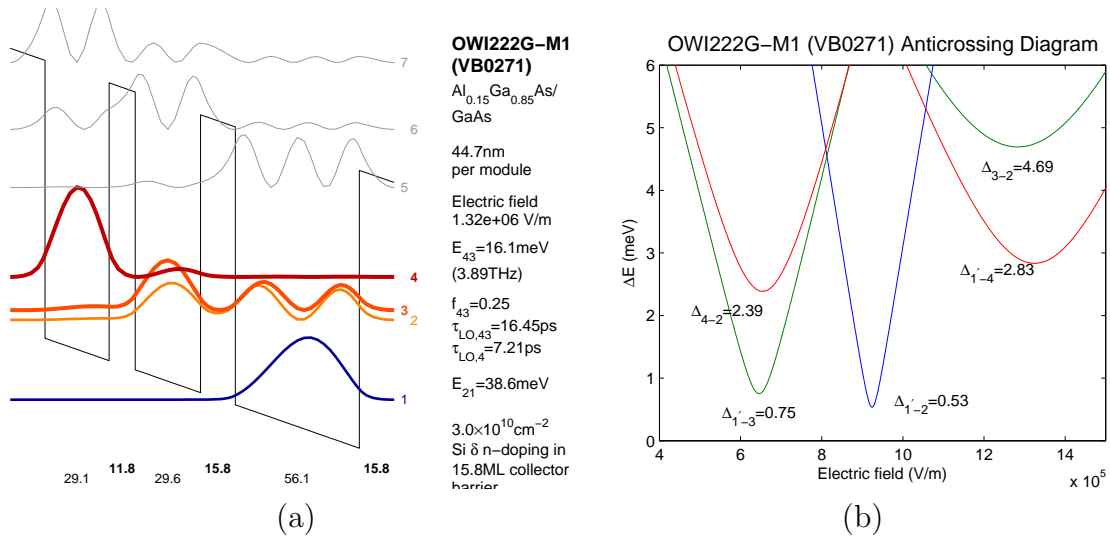 7
6
5
4
3
2
1
29.1
11.8
29.6
15.8
56.1
15.8
OWI222G−M1
(VB0271)
Al0.15Ga0.85As/
GaAs
44.7nm
per module
Electric field
1.32e+06 V/m
E43=16.1meV
(3.89THz)
f43=0.25
τLO,43=16.45ps
τLO,4=7.21ps
E21=38.6meV
3.0×10^10cm^−2
Si δ n−doping in
15.8ML collector
barrier
(a)
OWI222G−M1 (VB0271) Anticrossing Diagram
6
5
4
3
2
1
0
ΔE (meV)
Δ3−2=4.69
Δ1′−4=2.83
Δ4−2=2.39
Δ1′−3=0.75
Δ1′−2=0.53
4
6
8
10
12
14
Electric field (V/m)
x 10^5
(b)